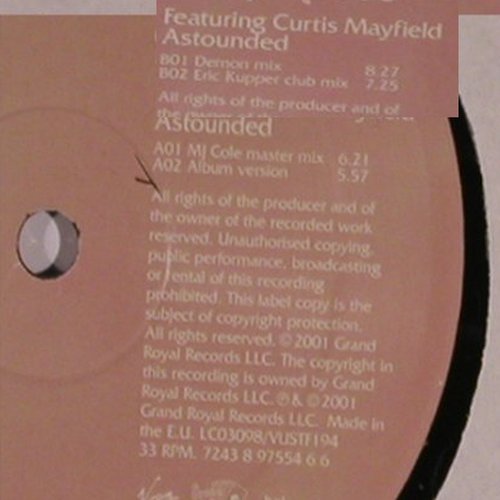 Featuring Curtis Mayfield
Astounded
B01 Demon mix 8.27
B02 Eric Kupper club mix 7.25
All rights of the producer and of
Astounded
A01 MJ Cole master mix 6.21
A02 Album version 5.57
All rights of the producer and of
the owner of the recorded work
reserved. Unauthorised copying,
public performance, broadcasting
or rental of this recording
prohibited. This label copy is the
subject of copyright protection.
All rights reserved. ©2001 Grand
Royal Records LLC. The copyright in
this recording is owned by Grand
Royal Records LLC. ℗ & ©2001
Grand Royal Records LLC. Made in
the E.U. LC03098/VUSTF194
33 RPM. 7243 8 97554 6 6